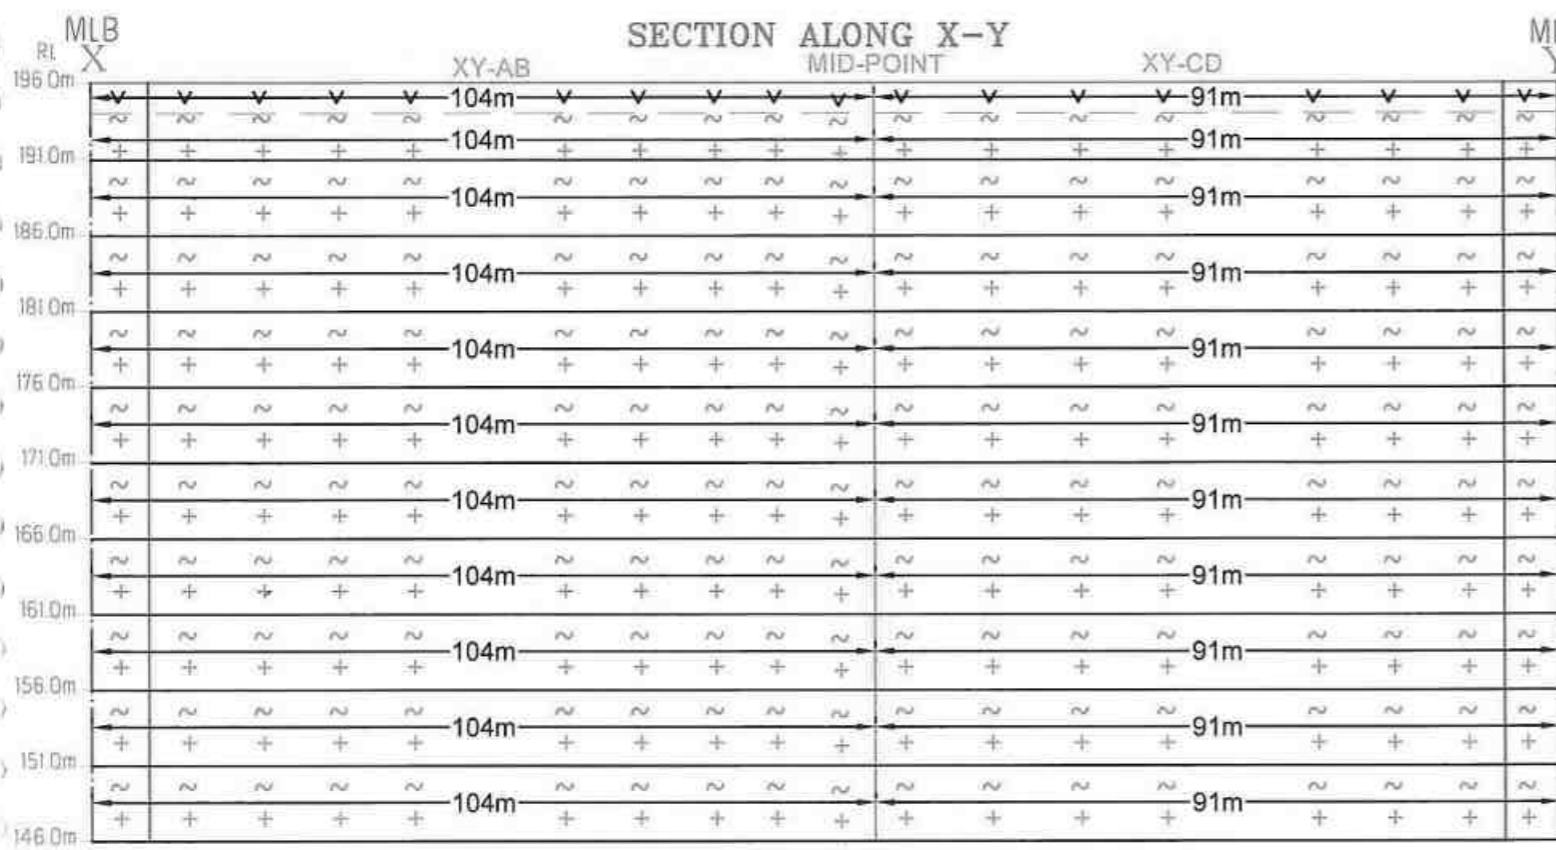 MLB
SECTION ALONG X-Y
RL X
XY-AB MID-POINT XY-CD
196.0m
104m 91m
104m 91m
191.0m
104m 91m
186.0m
104m 91m
181.0m
104m 91m
176.0m
104m 91m
171.0m
104m 91m
166.0m
104m 91m
161.0m
104m 91m
156.0m
104m 91m
151.0m
104m 91m
146.0m